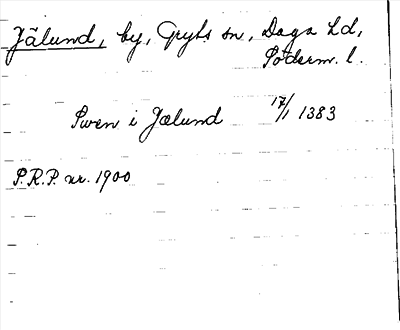 Jälund, by, Gryts sn, Daga hd,
Söderm. l.
Swen i Jælund 17/1 1383
P.R.P. nr. 1900